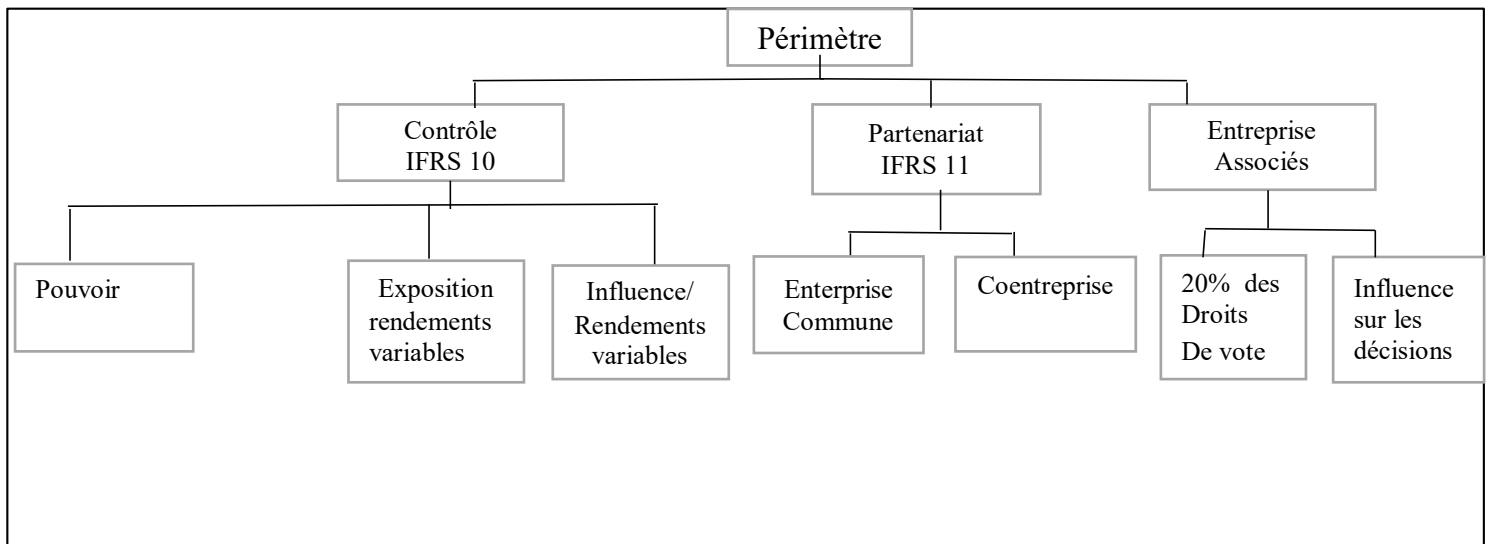 Périmètre
Contrôle
IFRS 10
Partenariat
IFRS 11
Entreprise
Associés
Pouvoir
Exposition
rendements
variables
Influence/
Rendements
variables
Enterprise
Commune
Coentreprise
20% des
Droits
De vote
Influence
sur les
décisions